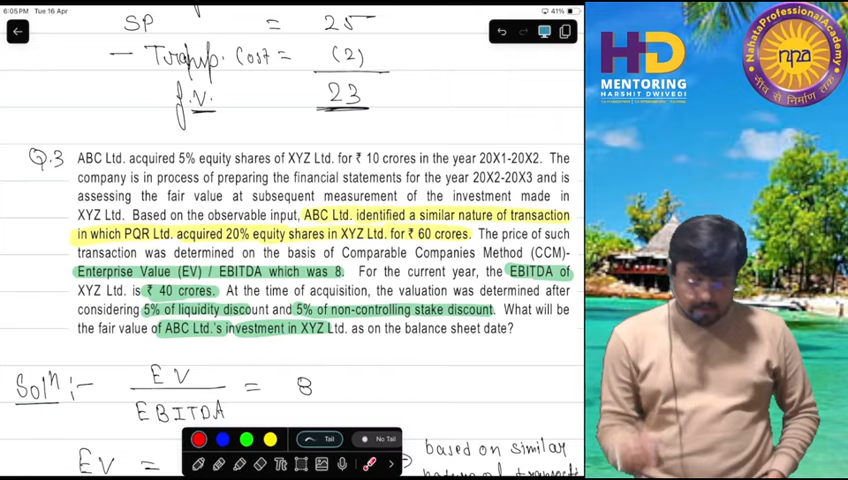 6:05PM Tue 16 Apr
41%
SP = 25
- Transp. Cost = (2)
f.v. 23
Q.3 ABC Ltd. acquired 5% equity shares of XYZ Ltd. for ₹ 10 crores in the year 20X1-20X2. The
company is in process of preparing the financial statements for the year 20X2-20X3 and is
assessing the fair value at subsequent measurement of the investment made in
XYZ Ltd. Based on the observable input, ABC Ltd. identified a similar nature of transaction
in which PQR Ltd. acquired 20% equity shares in XYZ Ltd. for ₹ 60 crores. The price of such
transaction was determined on the basis of Comparable Companies Method (CCM)-
Enterprise Value (EV) / EBITDA which was 8. For the current year, the EBITDA of
XYZ Ltd. is ₹ 40 crores. At the time of acquisition, the valuation was determined after
considering 5% of liquidity discount and 5% of non-controlling stake discount. What will be
the fair value of ABC Ltd.'s investment in XYZ Ltd. as on the balance sheet date?
Solⁿ :- EV
EBITDA
= 8
EV =
based on similar
nature of
Tail
No Tail
HD
MENTORING
HARSHIT DWIVEDI
NahataProfessionalAcademy
npa
नींव से निर्माण तक